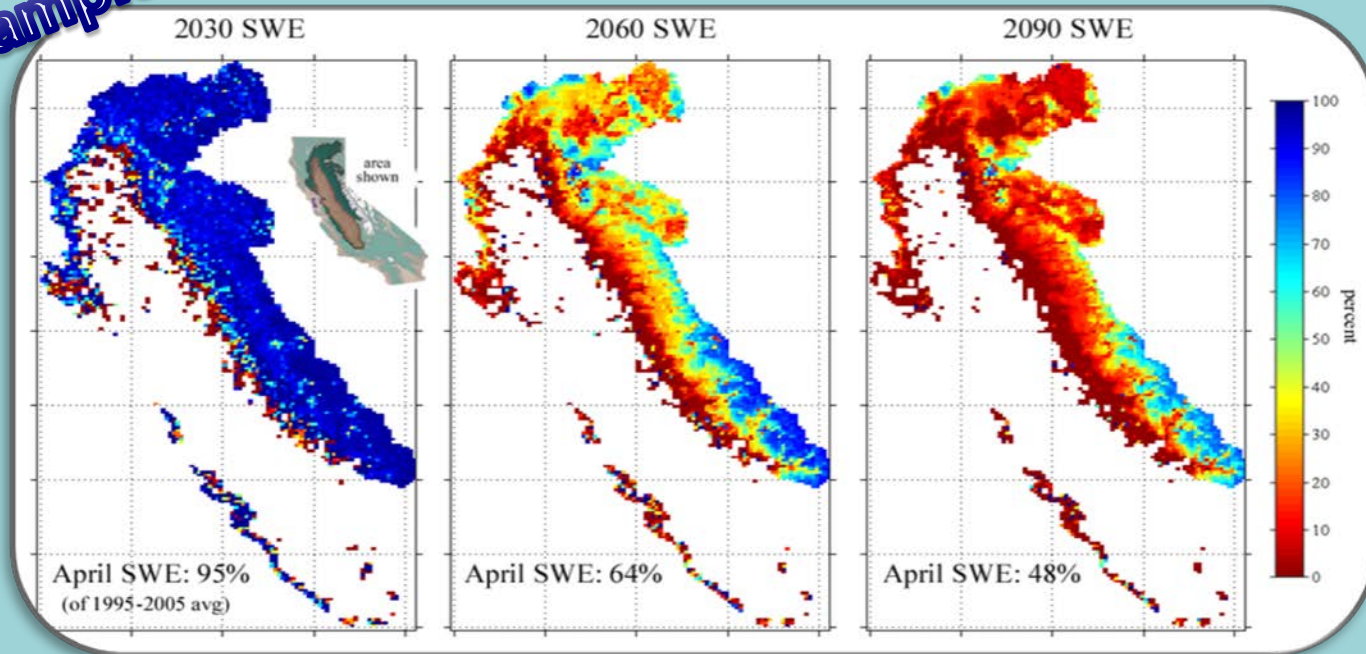 2030 SWE
2060 SWE
2090 SWE
area
shown
100
90
80
70
60
50
40
30
20
10
0
percent
April SWE: 95%
(of 1995-2005 avg)
April SWE: 64%
April SWE: 48%